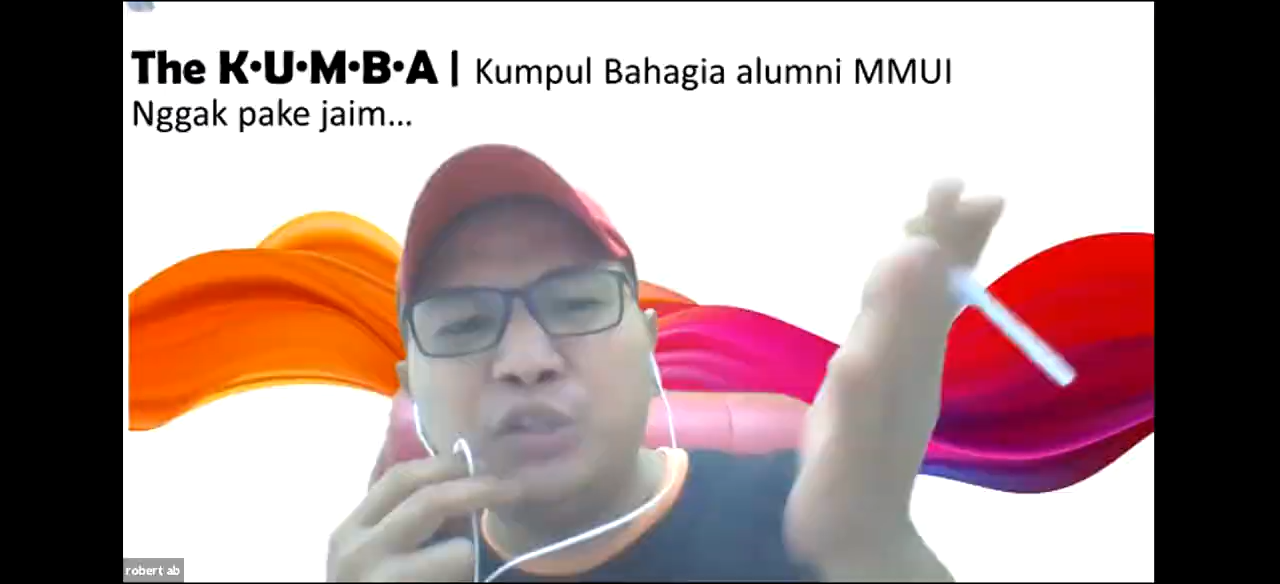 The K•U•M•B•A | Kumpul Bahagia alumni MMUI
Nggak pake jaim...
robert ab